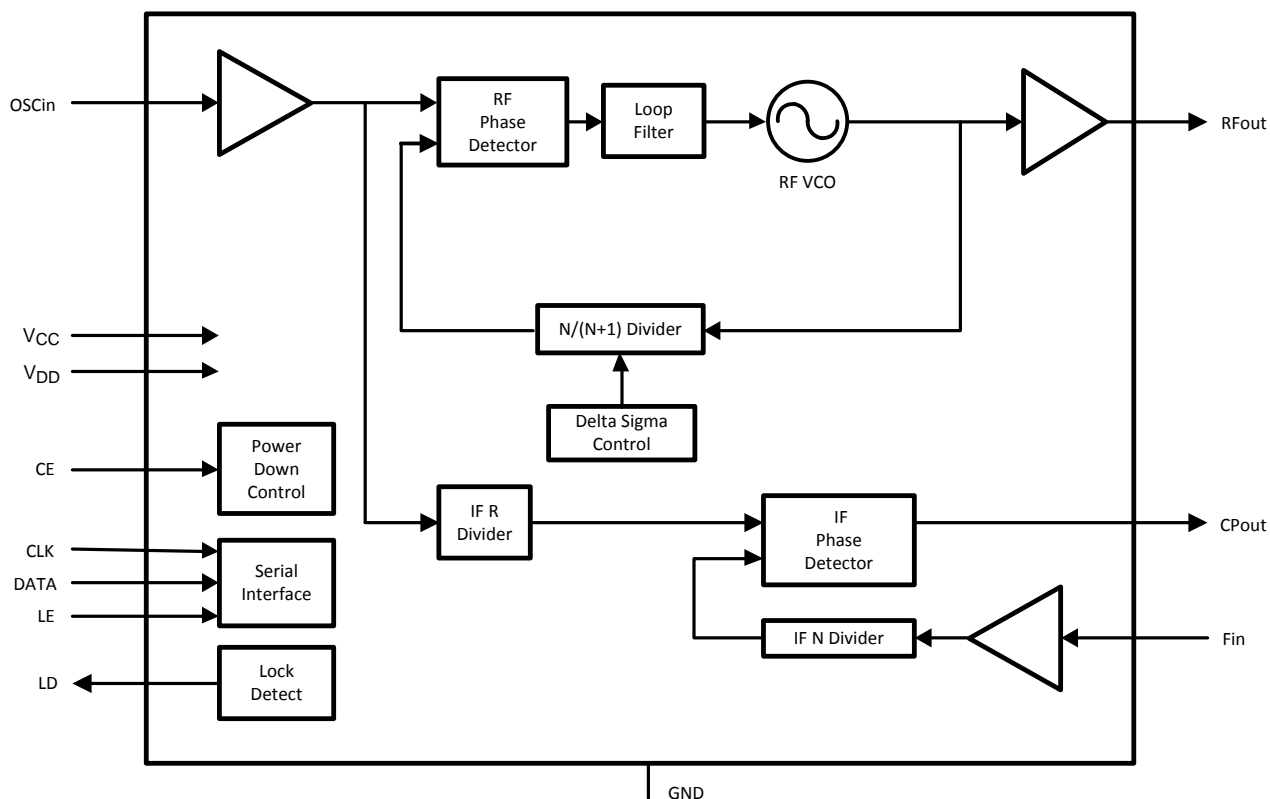 OSCin
RF
Phase
Detector
Loop
Filter
RF VCO
RFout
N/(N+1) Divider
Delta Sigma
Control
VCC
VDD
CE
Power
Down
Control
IF R
Divider
IF
Phase
Detector
CPout
CLK
DATA
LE
Serial
Interface
IF N Divider
Fin
LD
Lock
Detect
GND